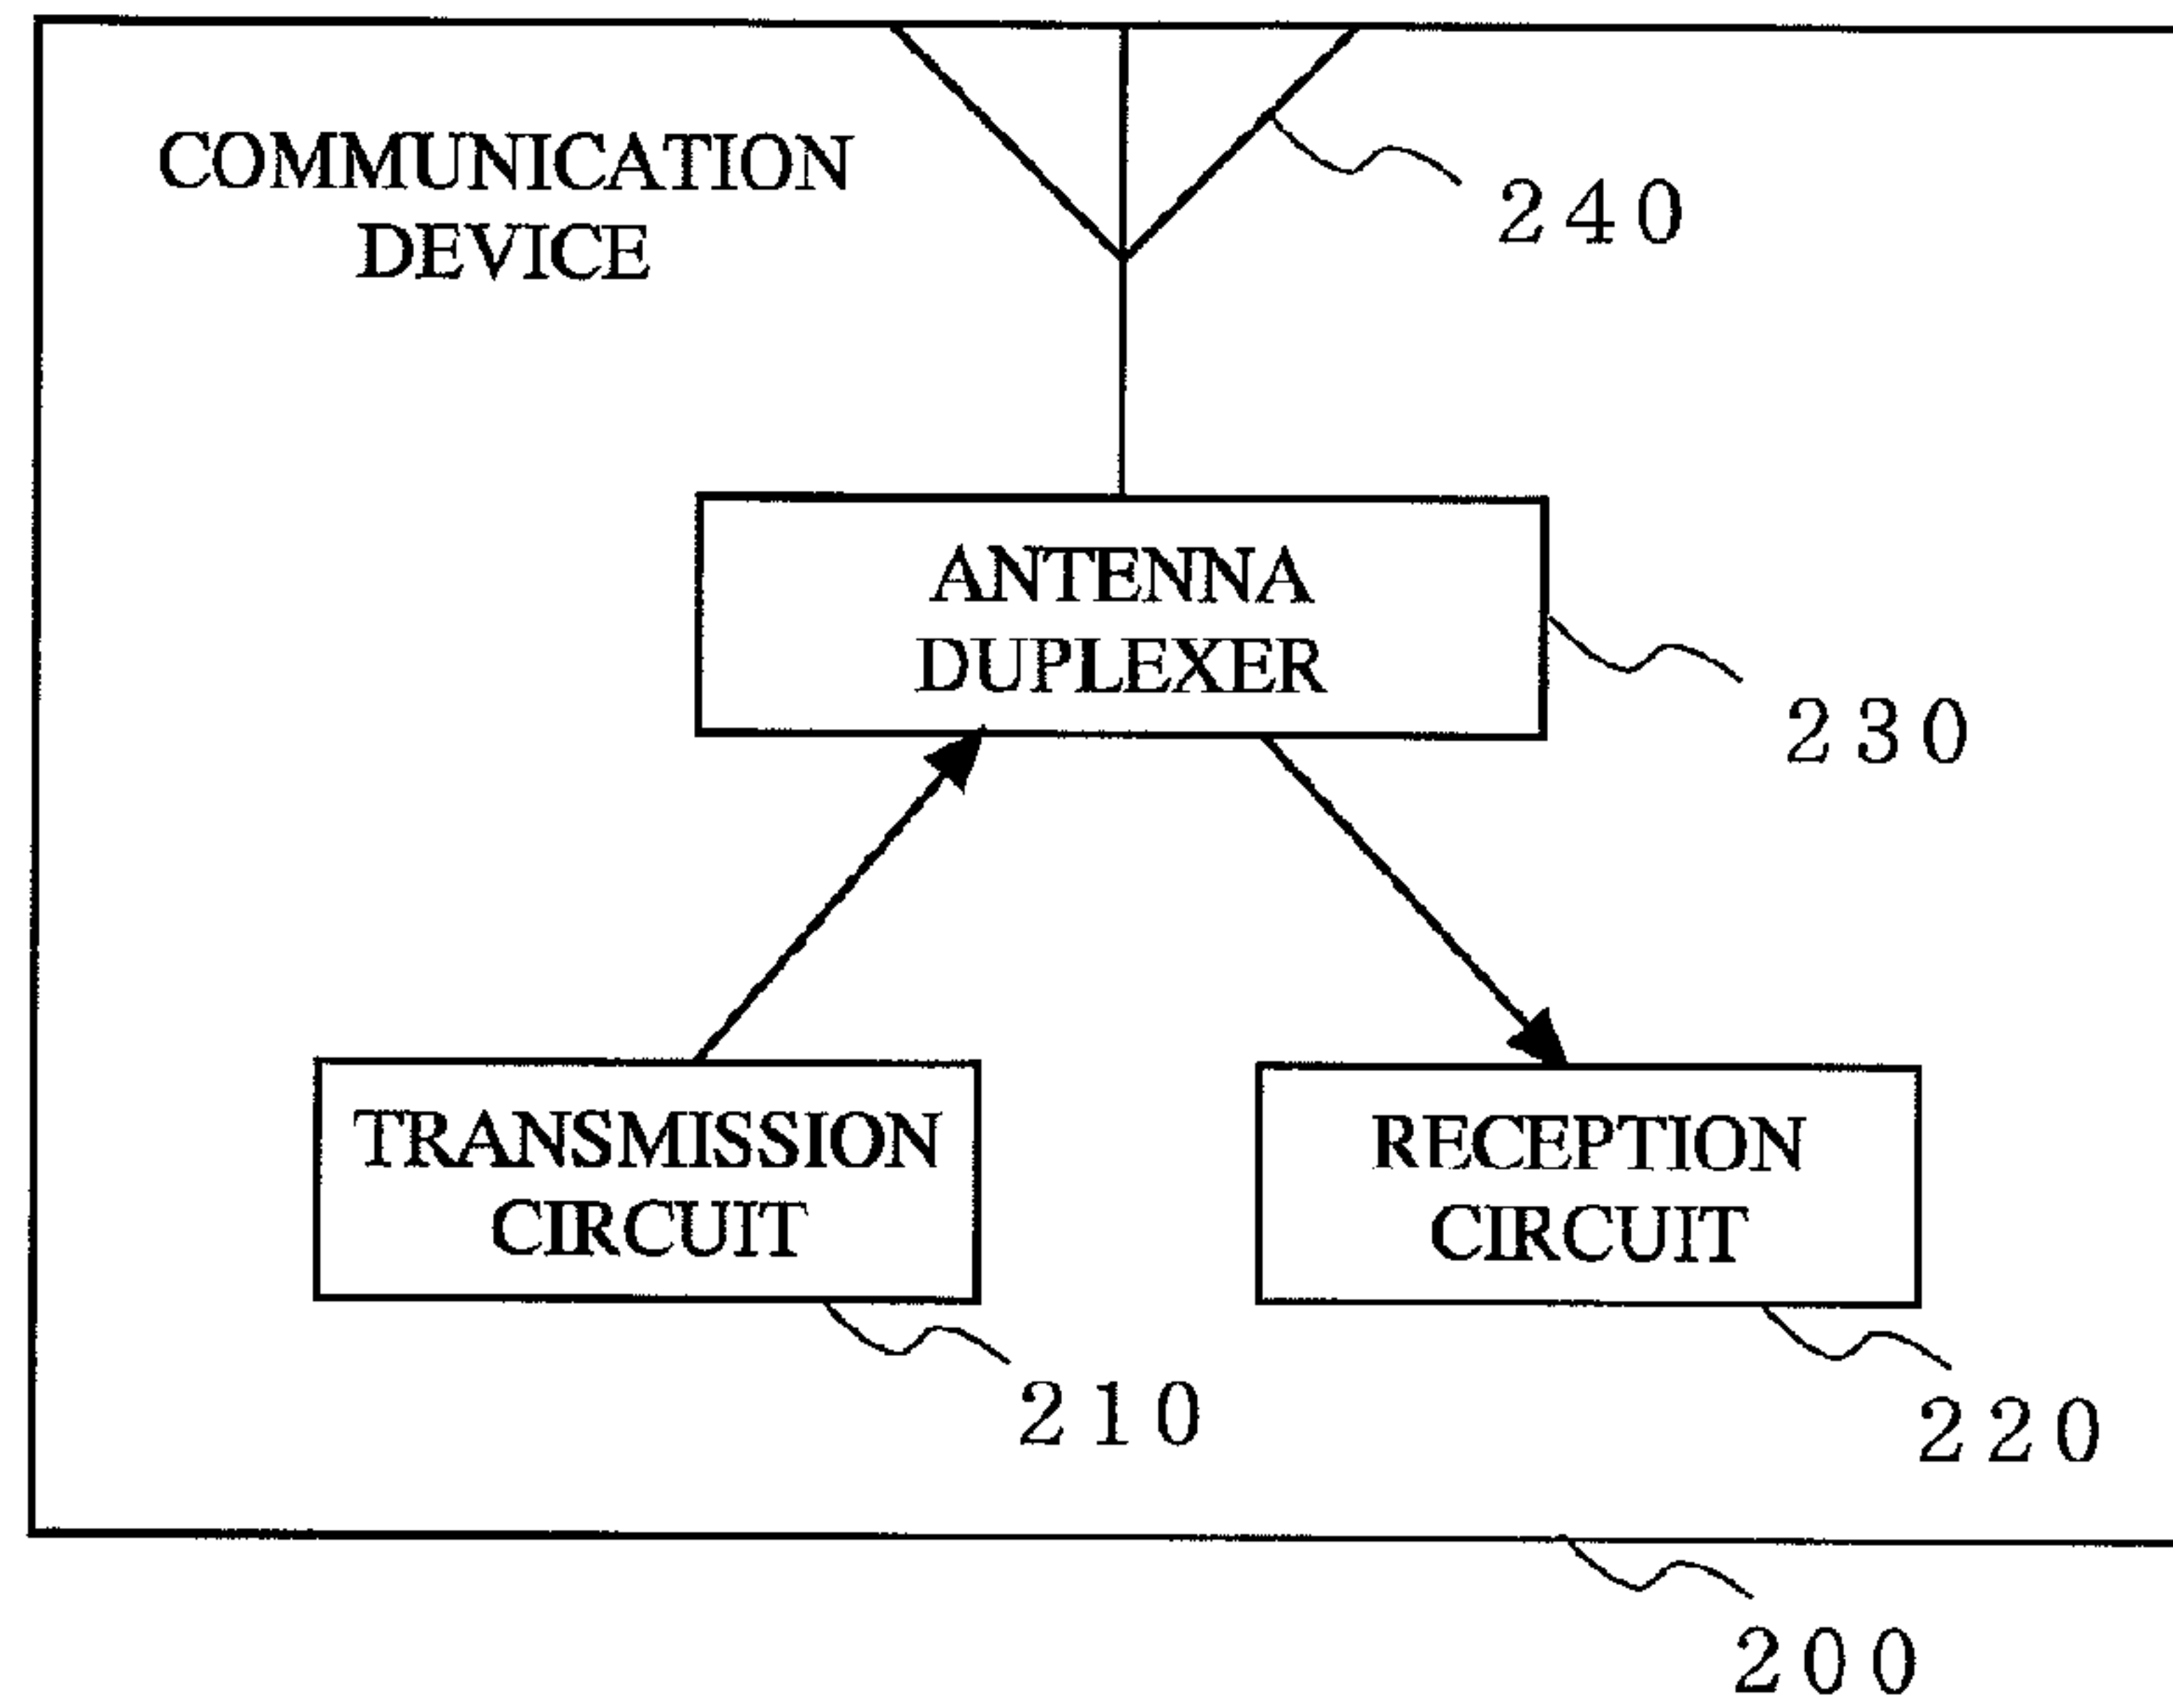 COMMUNICATION
DEVICE
240
ANTENNA
DUPLEXER
230
TRANSMISSION
CIRCUIT
RECEPTION
CIRCUIT
210
220
200